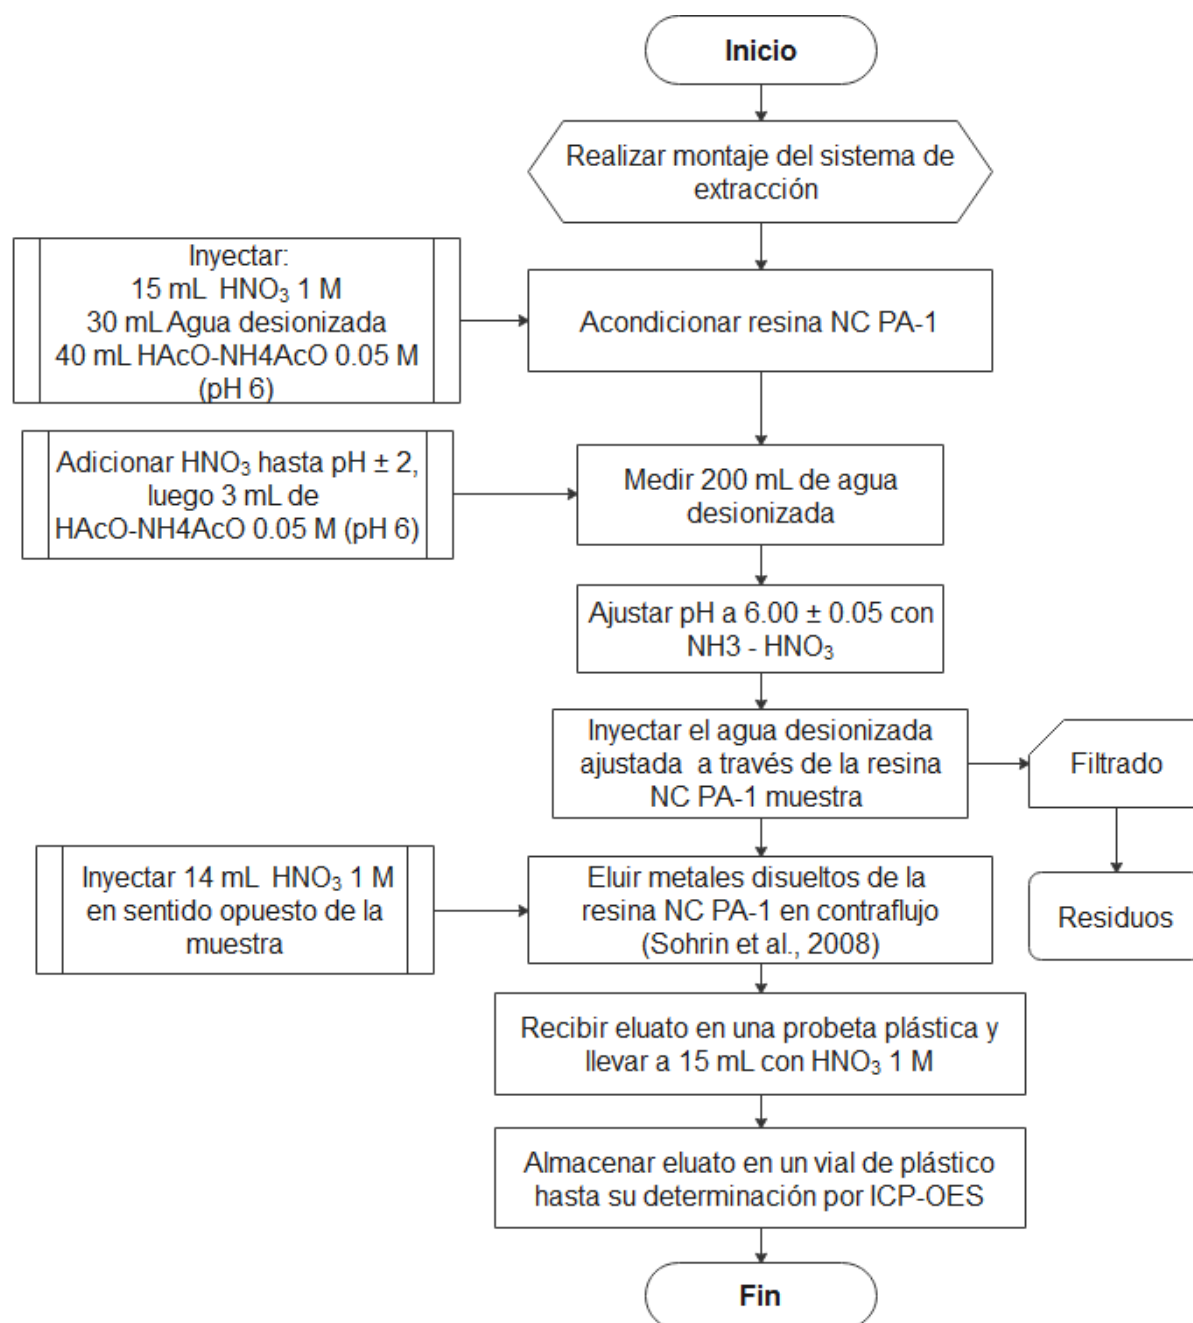 Inicio
Realizar montaje del sistema de
extracción
Inyectar:
15 mL HNO₃ 1 M
30 mL Agua desionizada
40 mL HAcO-NH4AcO 0.05 M
(pH 6)
Acondicionar resina NC PA-1
Adicionar HNO₃ hasta pH ± 2,
luego 3 mL de
HAcO-NH4AcO 0.05 M (pH 6)
Medir 200 mL de agua
desionizada
Ajustar pH a 6.00 ± 0.05 con
NH3 - HNO₃
Inyectar el agua desionizada
ajustada a través de la resina
NC PA-1 muestra
Filtrado
Residuos
Inyectar 14 mL HNO₃ 1 M
en sentido opuesto de la
muestra
Eluir metales disueltos de la
resina NC PA-1 en contraflujo
(Sohrin et al., 2008)
Recibir eluato en una probeta plástica y
llevar a 15 mL con HNO₃ 1 M
Almacenar eluato en un vial de plástico
hasta su determinación por ICP-OES
Fin